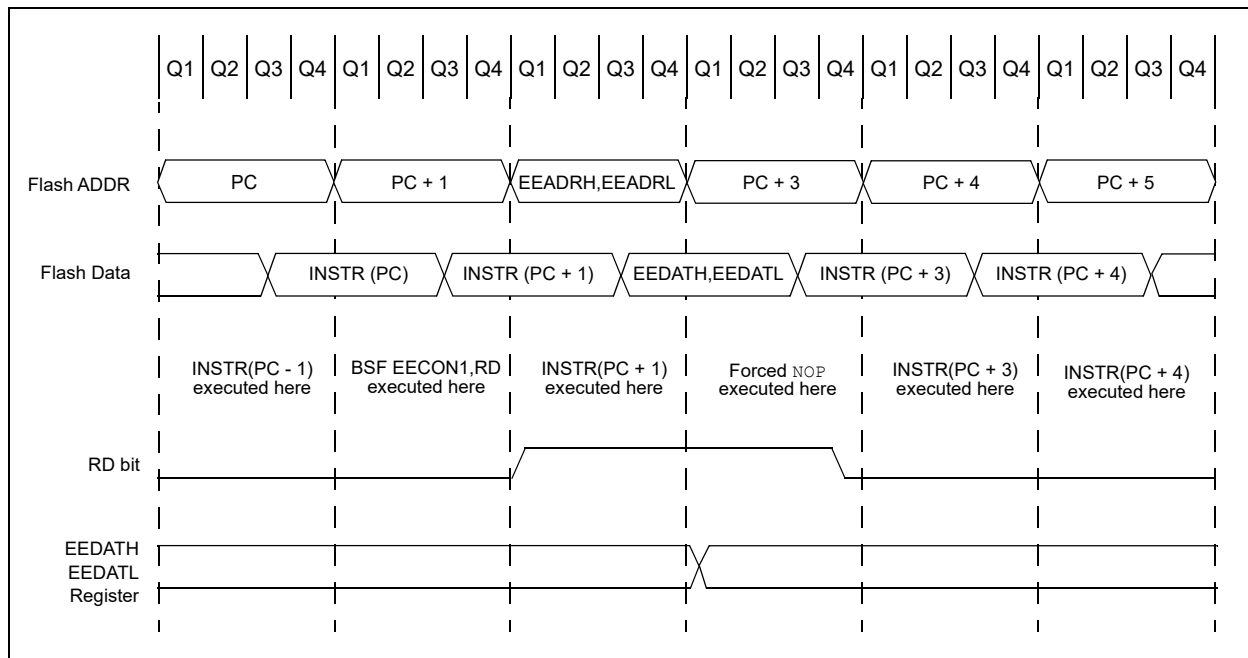 Q1 Q2 Q3 Q4 Q1 Q2 Q3 Q4 Q1 Q2 Q3 Q4 Q1 Q2 Q3 Q4 Q1 Q2 Q3 Q4 Q1 Q2 Q3 Q4
Flash ADDR PC PC + 1 EEADRH,EEADRL PC + 3 PC + 4 PC + 5
Flash Data INSTR (PC) INSTR (PC + 1) EEDATH,EEDATL INSTR (PC + 3) INSTR (PC + 4)
INSTR(PC - 1)
executed here
BSF EECON1,RD
executed here
INSTR(PC + 1)
executed here
Forced NOP
executed here
INSTR(PC + 3)
executed here
INSTR(PC + 4)
executed here
RD bit
EEDATH
EEDATL
Register